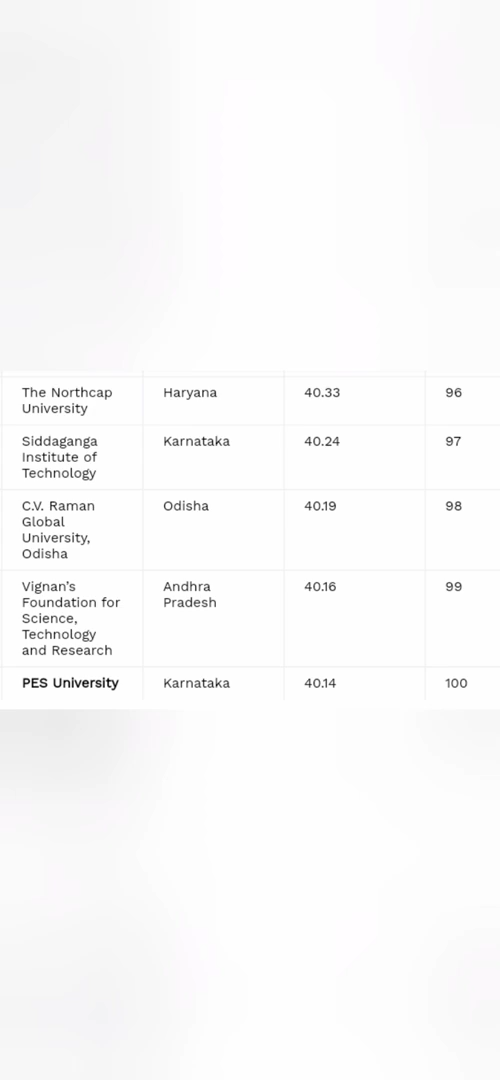 The Northcap
University
Haryana
40.33
96
Siddaganga
Institute of
Technology
Karnataka
40.24
97
C.V. Raman
Global
University,
Odisha
Odisha
40.19
98
Vignan’s
Foundation for
Science,
Technology
and Research
Andhra
Pradesh
40.16
99
PES University
Karnataka
40.14
100